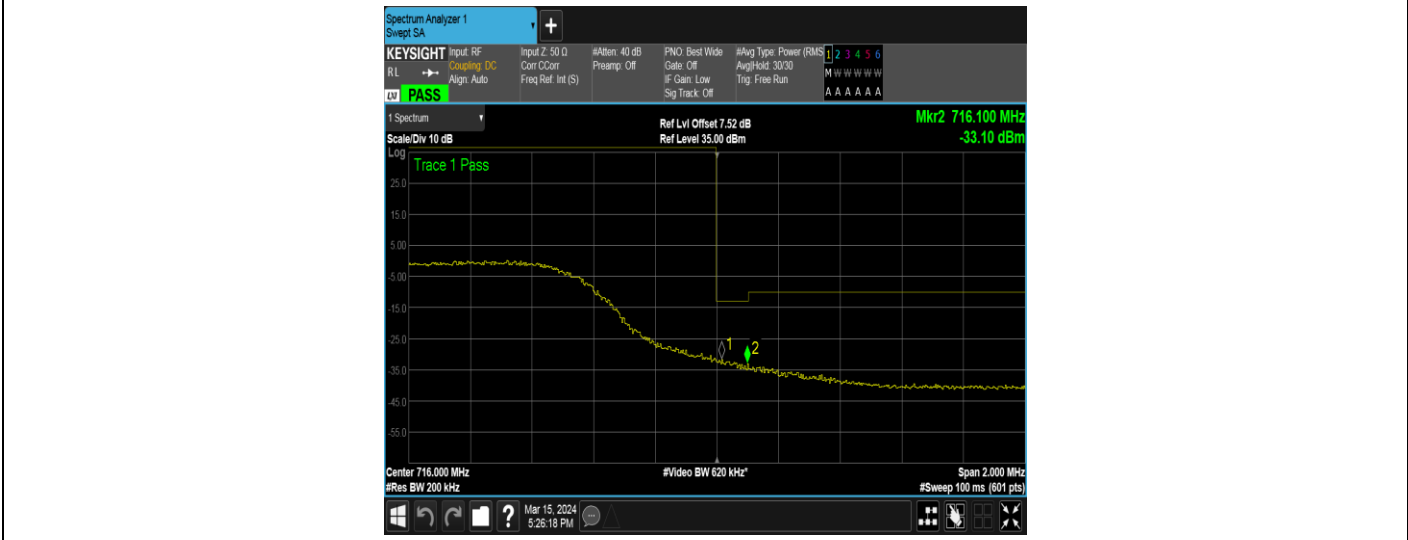 Spectrum Analyzer 1
Swept SA
+
KEYSIGHT
RL
LXI
PASS
Input: RF
Coupling: DC
Align: Auto
Input Z: 50 Ω
Corr CCorr
Freq Ref: Int (S)
#Atten: 40 dB
Preamp: Off
PNO: Best Wide
Gate: Off
IF Gain: Low
Sig Track: Off
#Avg Type: Power (RMS
Avg|Hold: 30/30
Trig: Free Run
1 2 3 4 5 6
M W W W W W
A A A A A A
1 Spectrum
Scale/Div 10 dB
Ref Lvl Offset 7.52 dB
Ref Level 35.00 dBm
Mkr2 716.100 MHz
-33.10 dBm
Log
Trace 1 Pass
25.0
15.0
5.00
-5.00
-15.0
-25.0
-35.0
-45.0
-55.0
1
2
Center 716.000 MHz
#Res BW 200 kHz
#Video BW 620 kHz*
Span 2.000 MHz
#Sweep 100 ms (601 pts)
?
Mar 15, 2024
5:26:18 PM